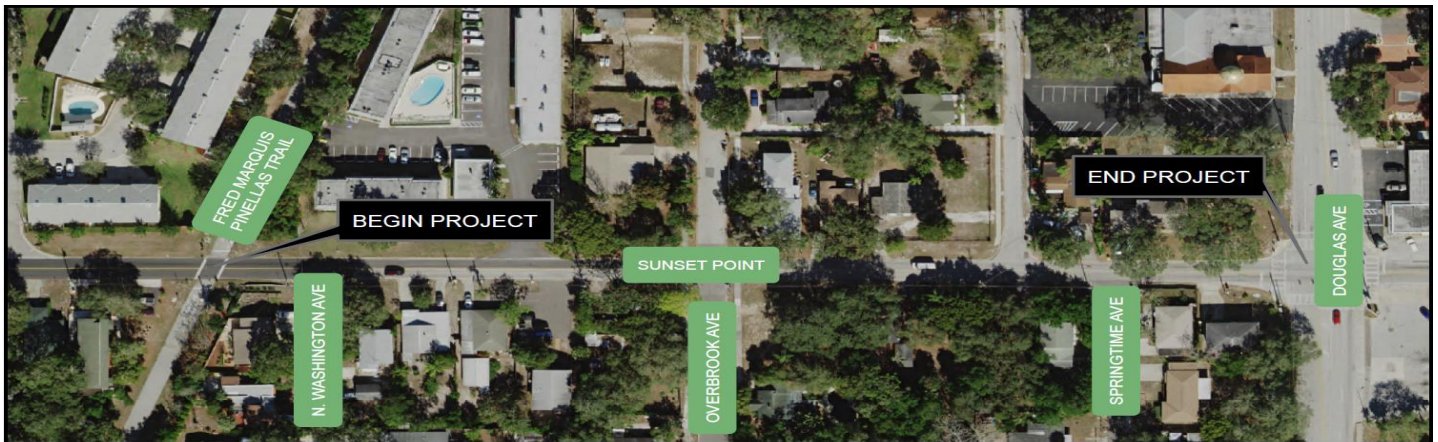 FRED MARQUIS
PINELLAS TRAIL
BEGIN PROJECT
END PROJECT
SUNSET POINT
N. WASHINGTON AVE
OVERBROOK AVE
SPRINGTIME AVE
DOUGLAS AVE